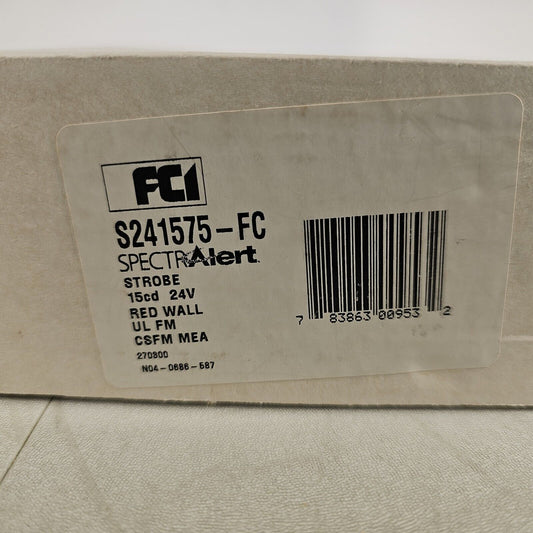 FCI
S241575-FC
SPECTRAlert
STROBE
15cd 24V
RED WALL
UL FM
CSFM MEA
270800
N04-0686-587
7 83863 00953 2